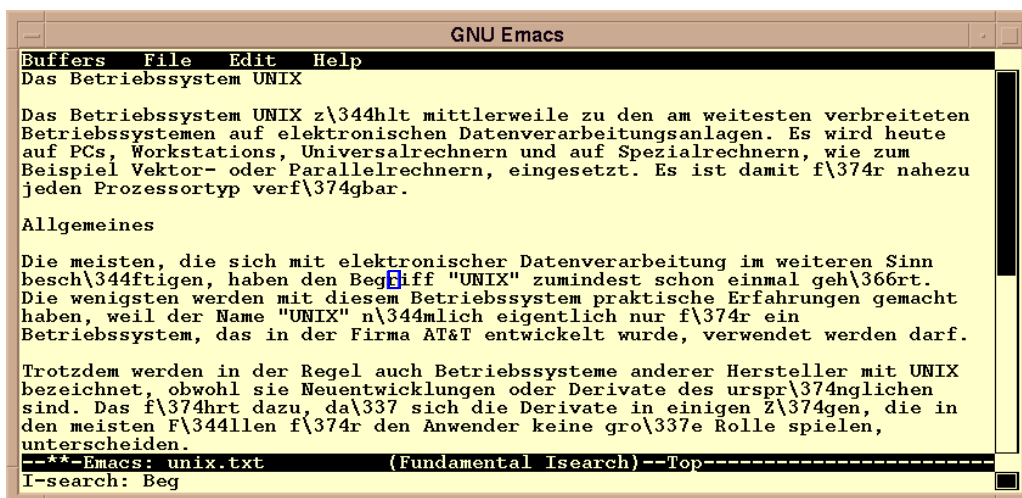 GNU Emacs
Buffers File Edit Help
Das Betriebssystem UNIX
Das Betriebssystem UNIX z\344hlt mittlerweile zu den am weitesten verbreiteten
Betriebssystemen auf elektronischen Datenverarbeitungsanlagen. Es wird heute
auf PCs, Workstations, Universalrechnern und auf Spezialrechnern, wie zum
Beispiel Vektor- oder Parallelrechnern, eingesetzt. Es ist damit f\374r nahezu
jeden Prozessortyp verf\374gbar.
Allgemeines
Die meisten, die sich mit elektronischer Datenverarbeitung im weiteren Sinn
besch\344ftigen, haben den Begriff "UNIX" zumindest schon einmal geh\366rt.
Die wenigsten werden mit diesem Betriebssystem praktische Erfahrungen gemacht
haben, weil der Name "UNIX" n\344mlich eigentlich nur f\374r ein
Betriebssystem, das in der Firma AT&T entwickelt wurde, verwendet werden darf.
Trotzdem werden in der Regel auch Betriebssysteme anderer Hersteller mit UNIX
bezeichnet, obwohl sie Neuentwicklungen oder Derivate des urspr\374nglichen
sind. Das f\374hrt dazu, da\337 sich die Derivate in einigen Z\374gen, die in
den meisten F\344llen f\374r den Anwender keine gro\337e Rolle spielen,
unterscheiden.
--**-Emacs: unix.txt (Fundamental Isearch)--Top------------------------
I-search: Beg